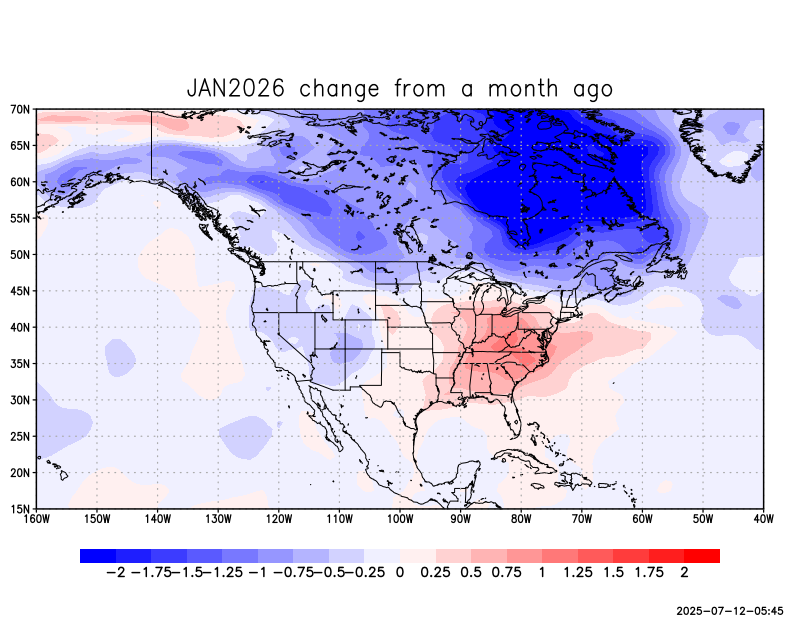 JAN2026 change from a month ago
70N
65N
60N
55N
50N
45N
40N
35N
30N
25N
20N
15N
160W 150W 140W 130W 120W 110W 100W 90W 80W 70W 60W 50W 40W
-2 -1.75 -1.5 -1.25 -1 -0.75 -0.5 -0.25 0 0.25 0.5 0.75 1 1.25 1.5 1.75 2
2025-07-12-05:45